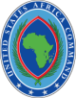 UNITED STATES AFRICA COMMAND